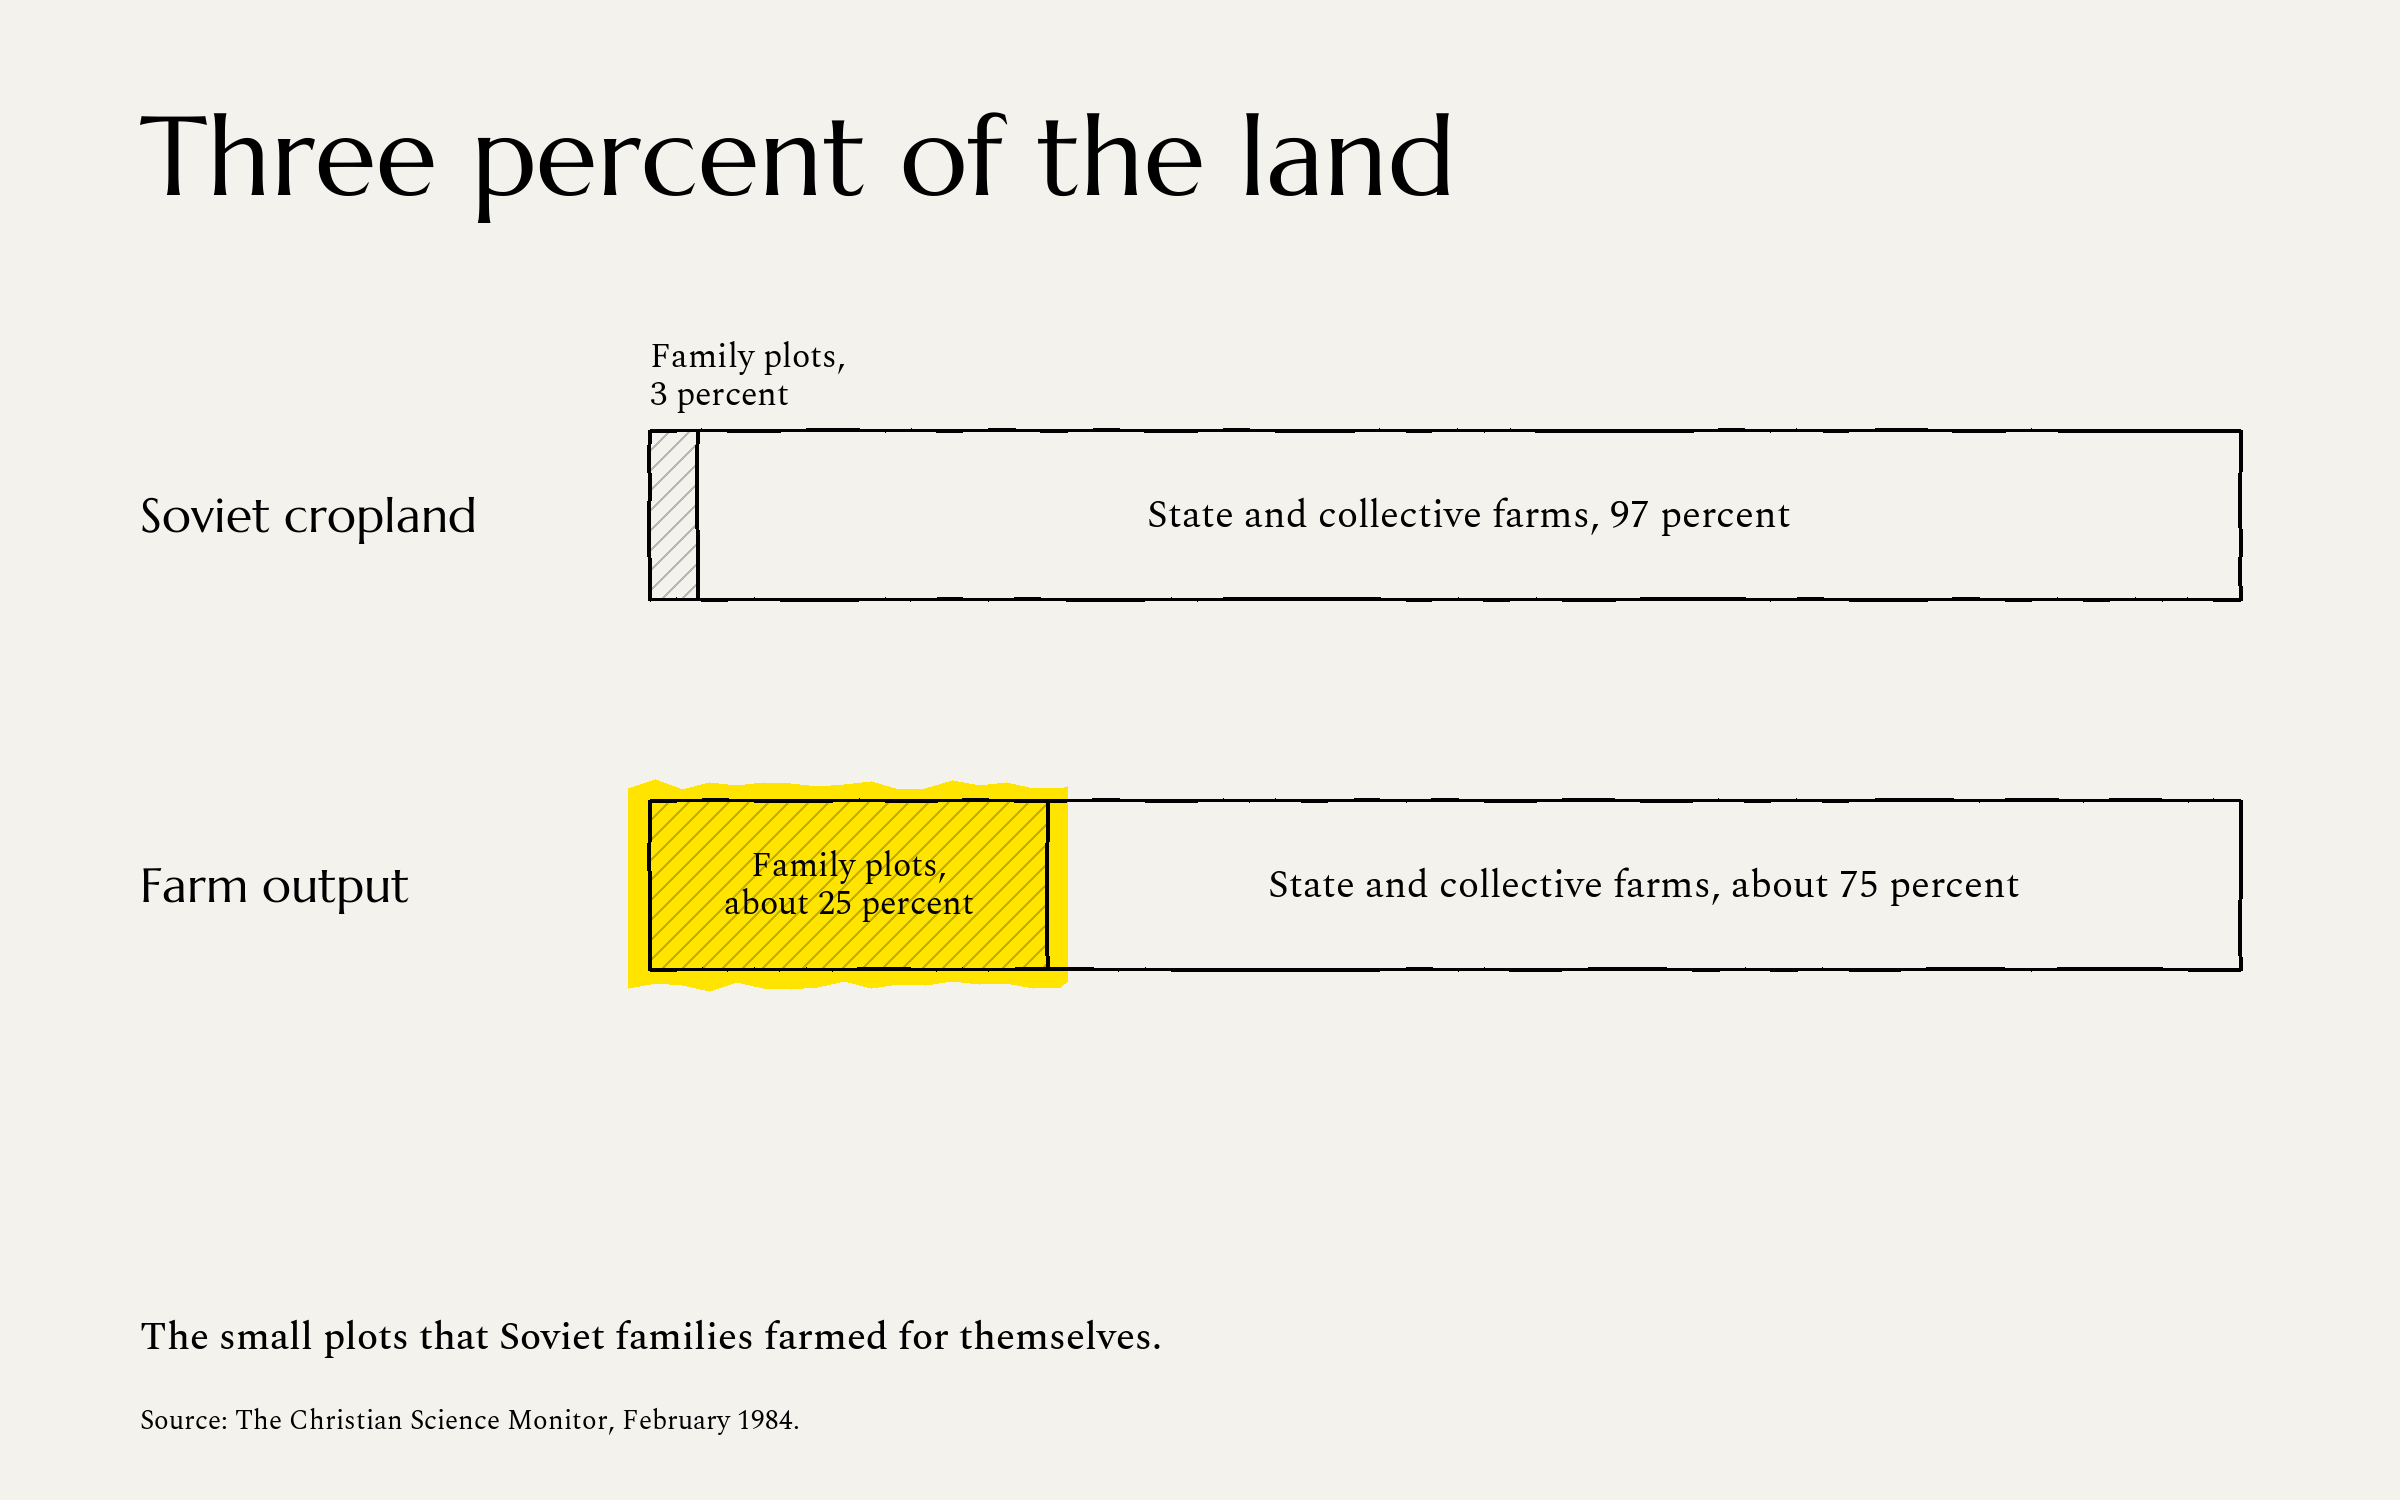 Three percent of the land
Family plots,
3 percent
Soviet cropland
State and collective farms, 97 percent
Farm output
Family plots,
about 25 percent
State and collective farms, about 75 percent
The small plots that Soviet families farmed for themselves.
Source: The Christian Science Monitor, February 1984.